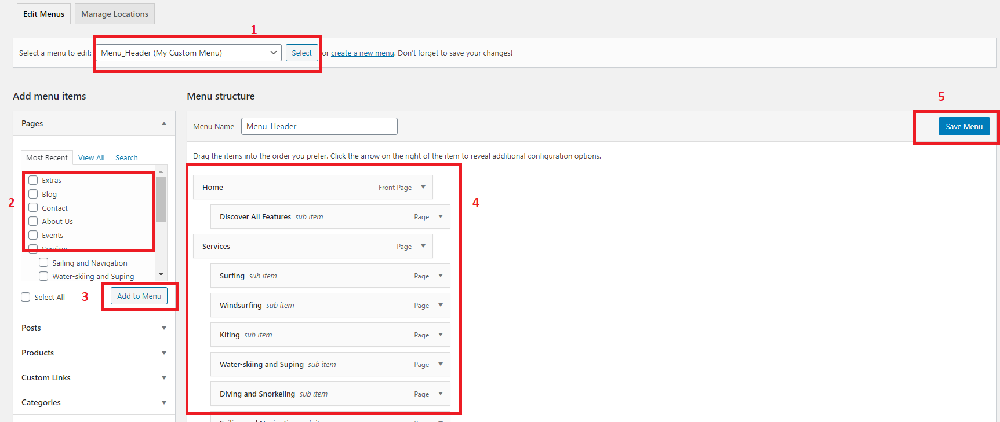 Edit Menus
Manage Locations
1
Select a menu to edit: Menu_Header (My Custom Menu) Select or create a new menu. Don't forget to save your changes!
Add menu items
Menu structure
5
Pages
Menu Name Menu_Header
Save Menu
Drag the items into the order you prefer. Click the arrow on the right of the item to reveal additional configuration options.
Most Recent View All Search
2
Extras
Blog
Contact
About Us
Events
Services
Sailing and Navigation
Water-skiing and Suping
Select All
3
Add to Menu
Posts
Products
Custom Links
Categories
4
Home Front Page
Discover All Features sub item Page
Services Page
Surfing sub item Page
Windsurfing sub item Page
Kiting sub item Page
Water-skiing and Suping sub item Page
Diving and Snorkeling sub item Page